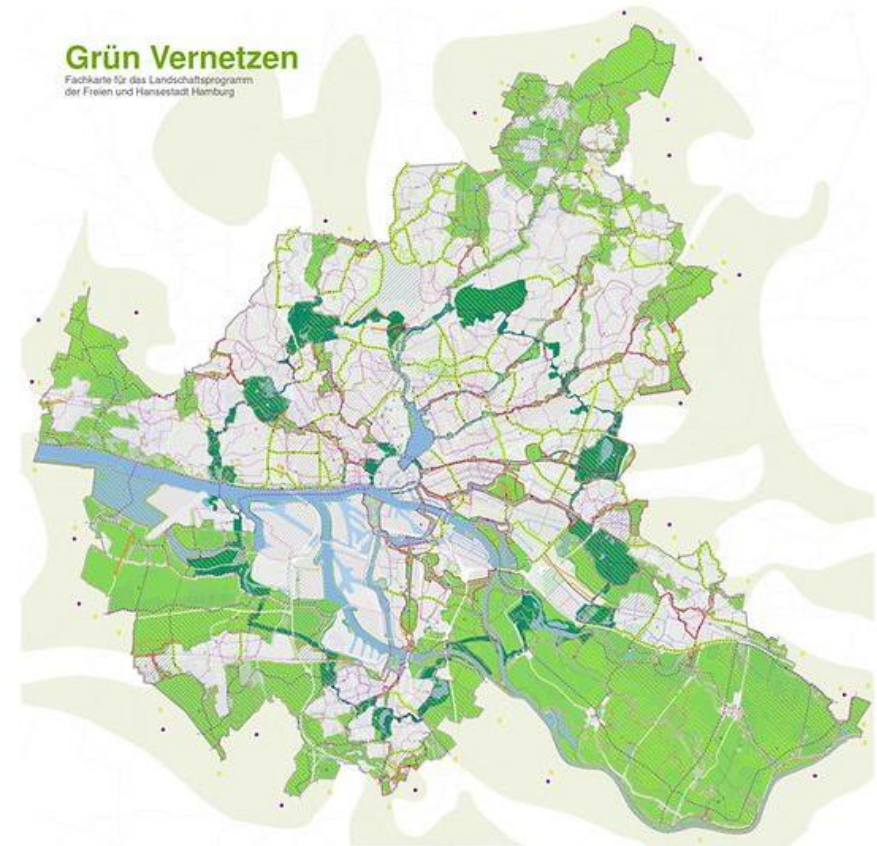 Grün Vernetzen
Fachkarte für das Landschaftsprogramm
der Freien und Hansestadt Hamburg